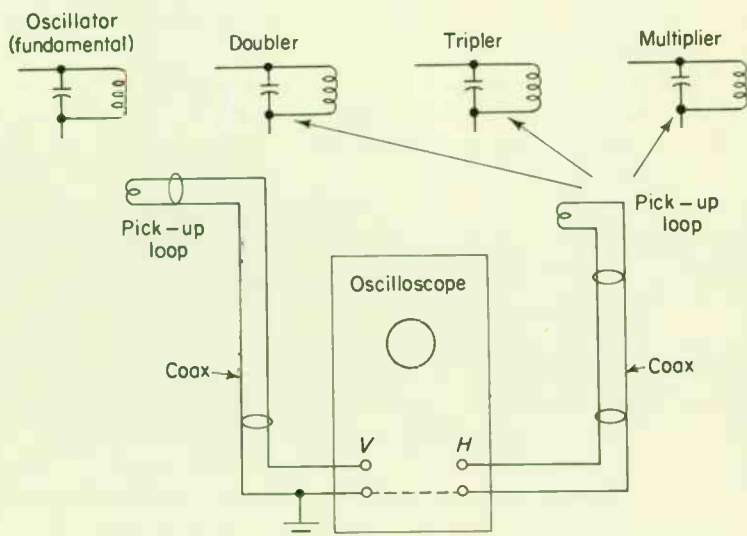 Oscillator
(fundamental)
Doubler
Tripler
Multiplier
Pick-up
loop
Pick-up
loop
Oscilloscope
Coax
Coax
V
H